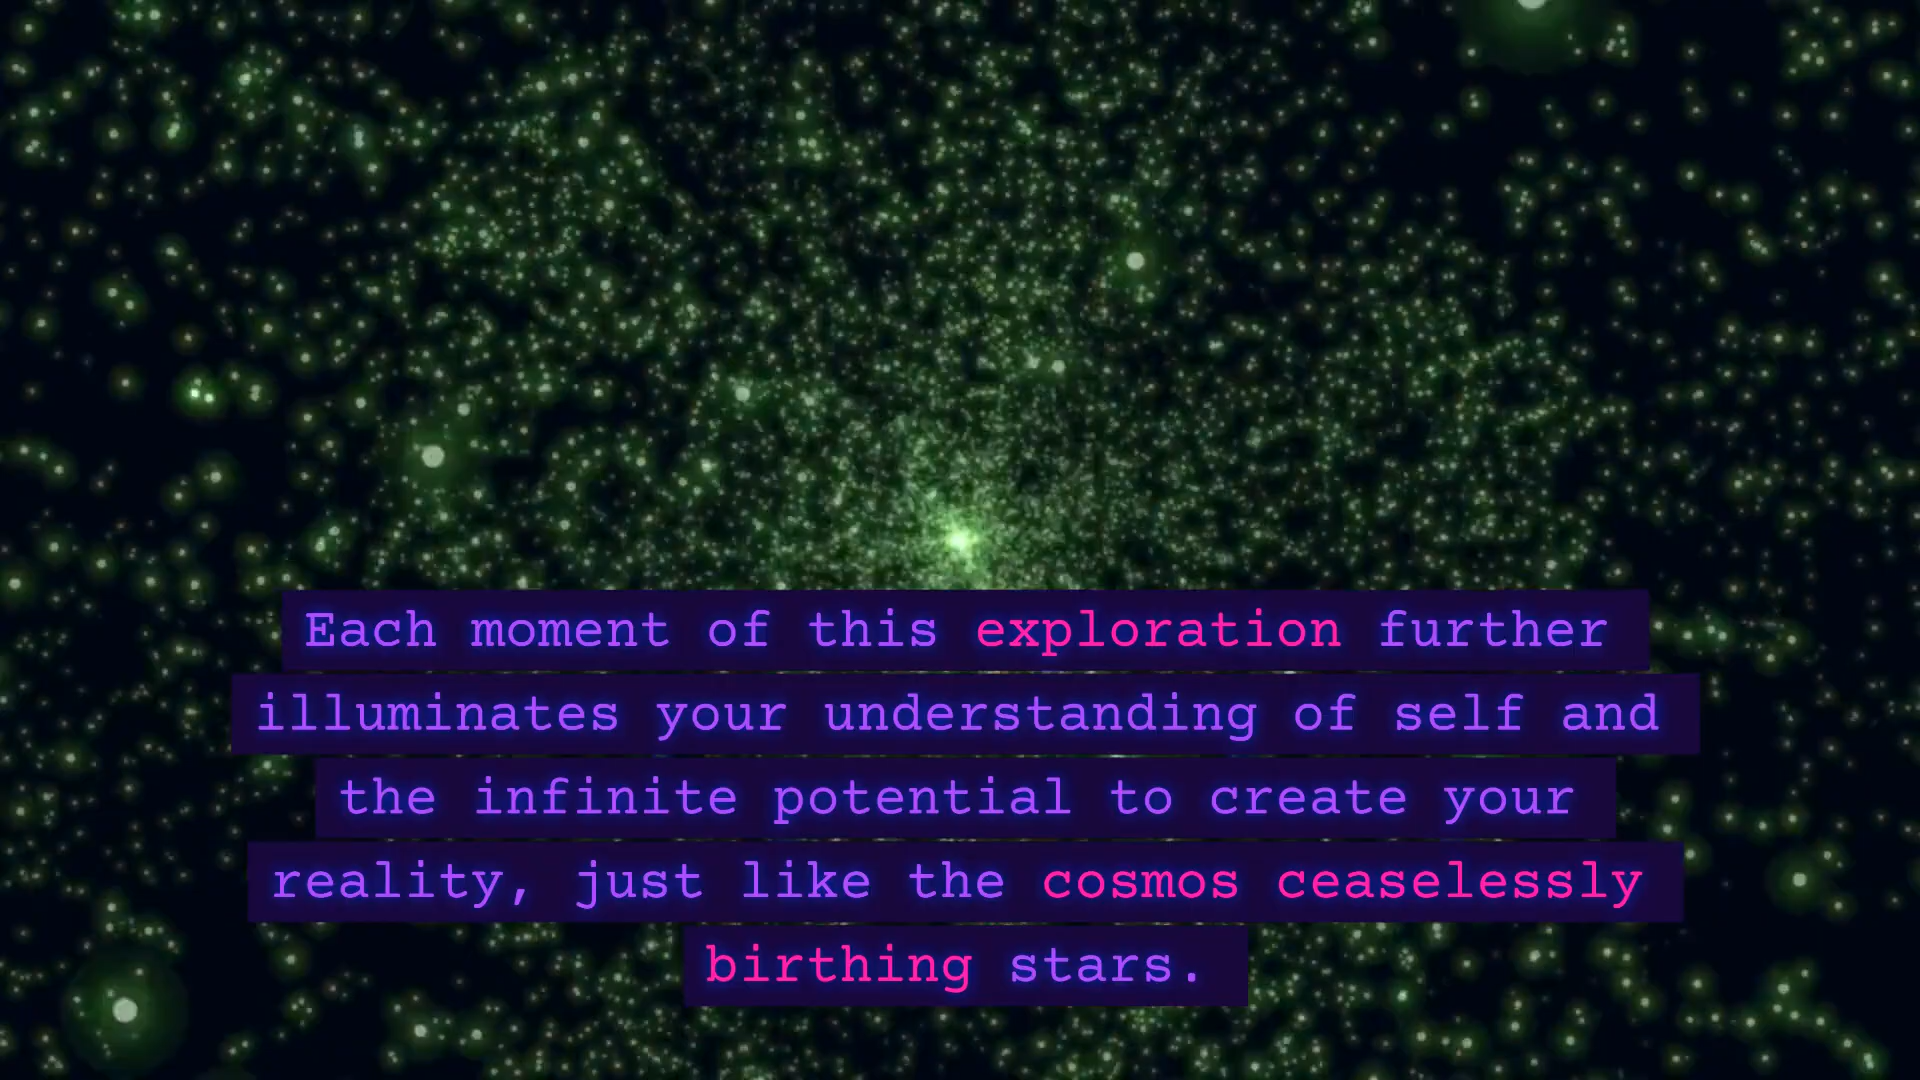 Each moment of this exploration further
illuminates your understanding of self and
the infinite potential to create your
reality, just like the cosmos ceaselessly
birthing stars.